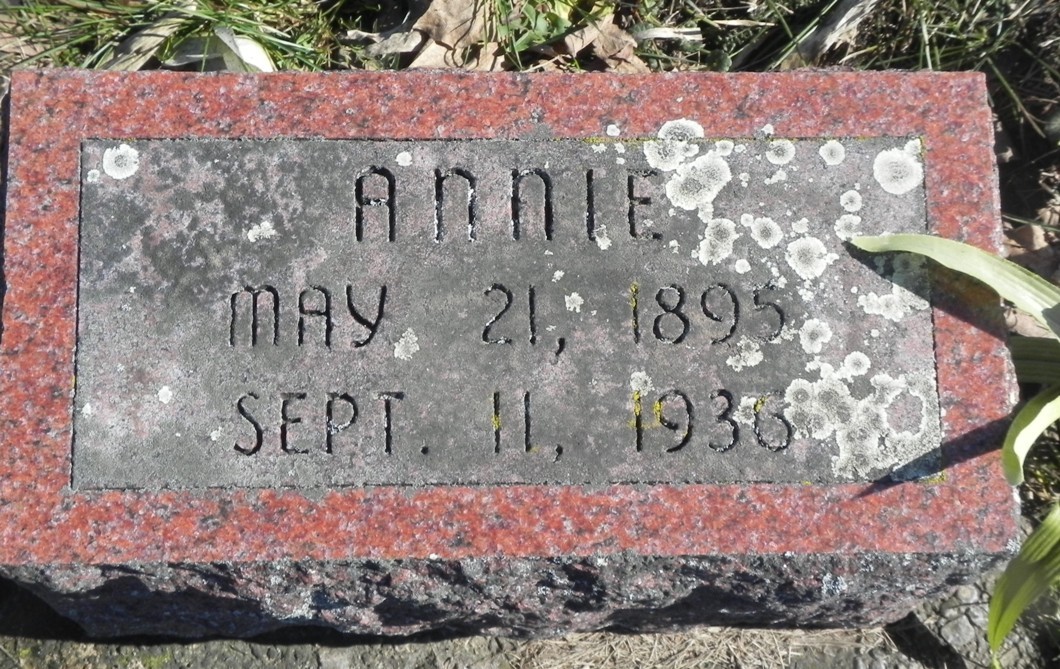 ANNIE
MAY 21, 1895
SEPT. 11, 1936